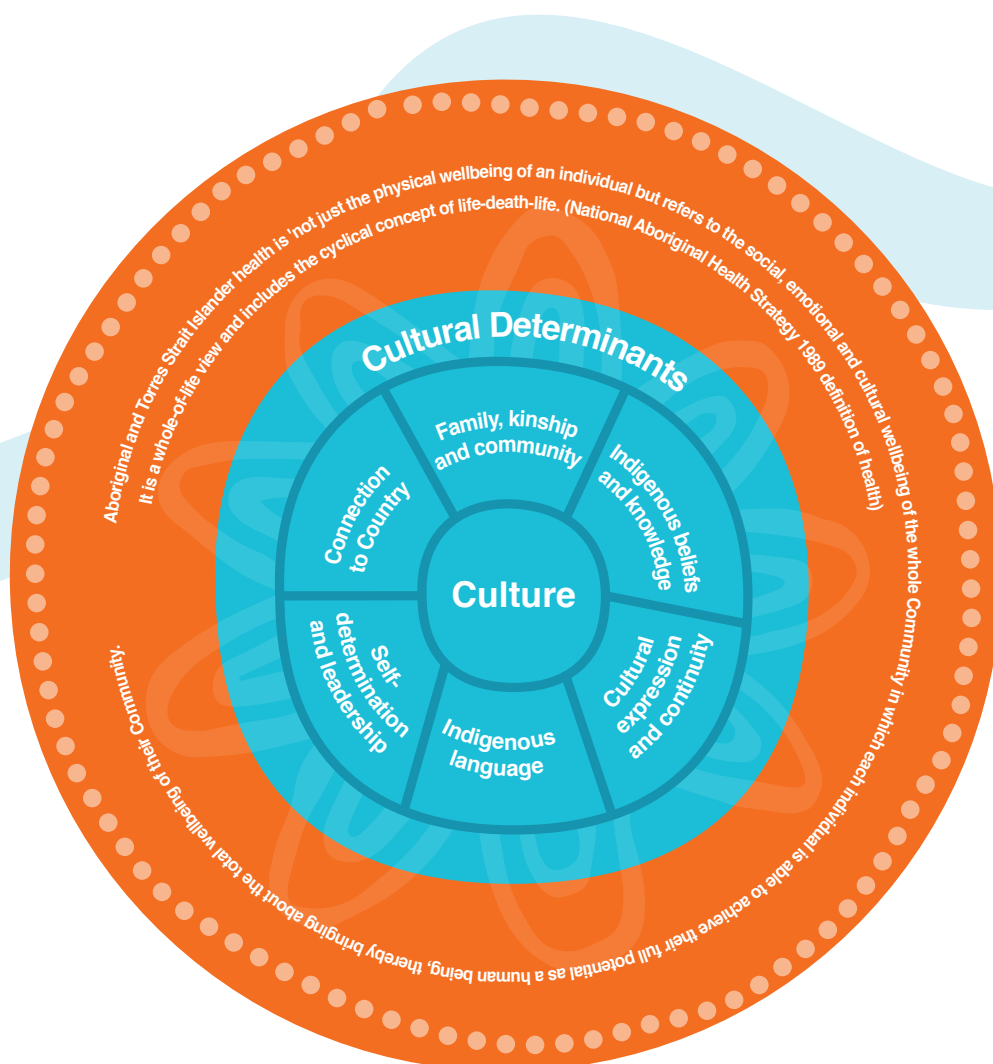 Aboriginal and Torres Strait Islander health is 'not just the physical wellbeing of an individual but refers to the social, emotional and cultural wellbeing of the whole Community in which each individual is able to achieve their full potential as a human being, thereby bringing about the total wellbeing of their Community.
It is a whole-of-life view and includes the cyclical concept of life-death-life. (National Aboriginal Health Strategy 1989 definition of health)
Cultural Determinants
Family, kinship
and community
Indigenous beliefs
and knowledge
Cultural
expression
and continuity
Indigenous
language
Self-
determination
and leadership
Connection
to Country
Culture